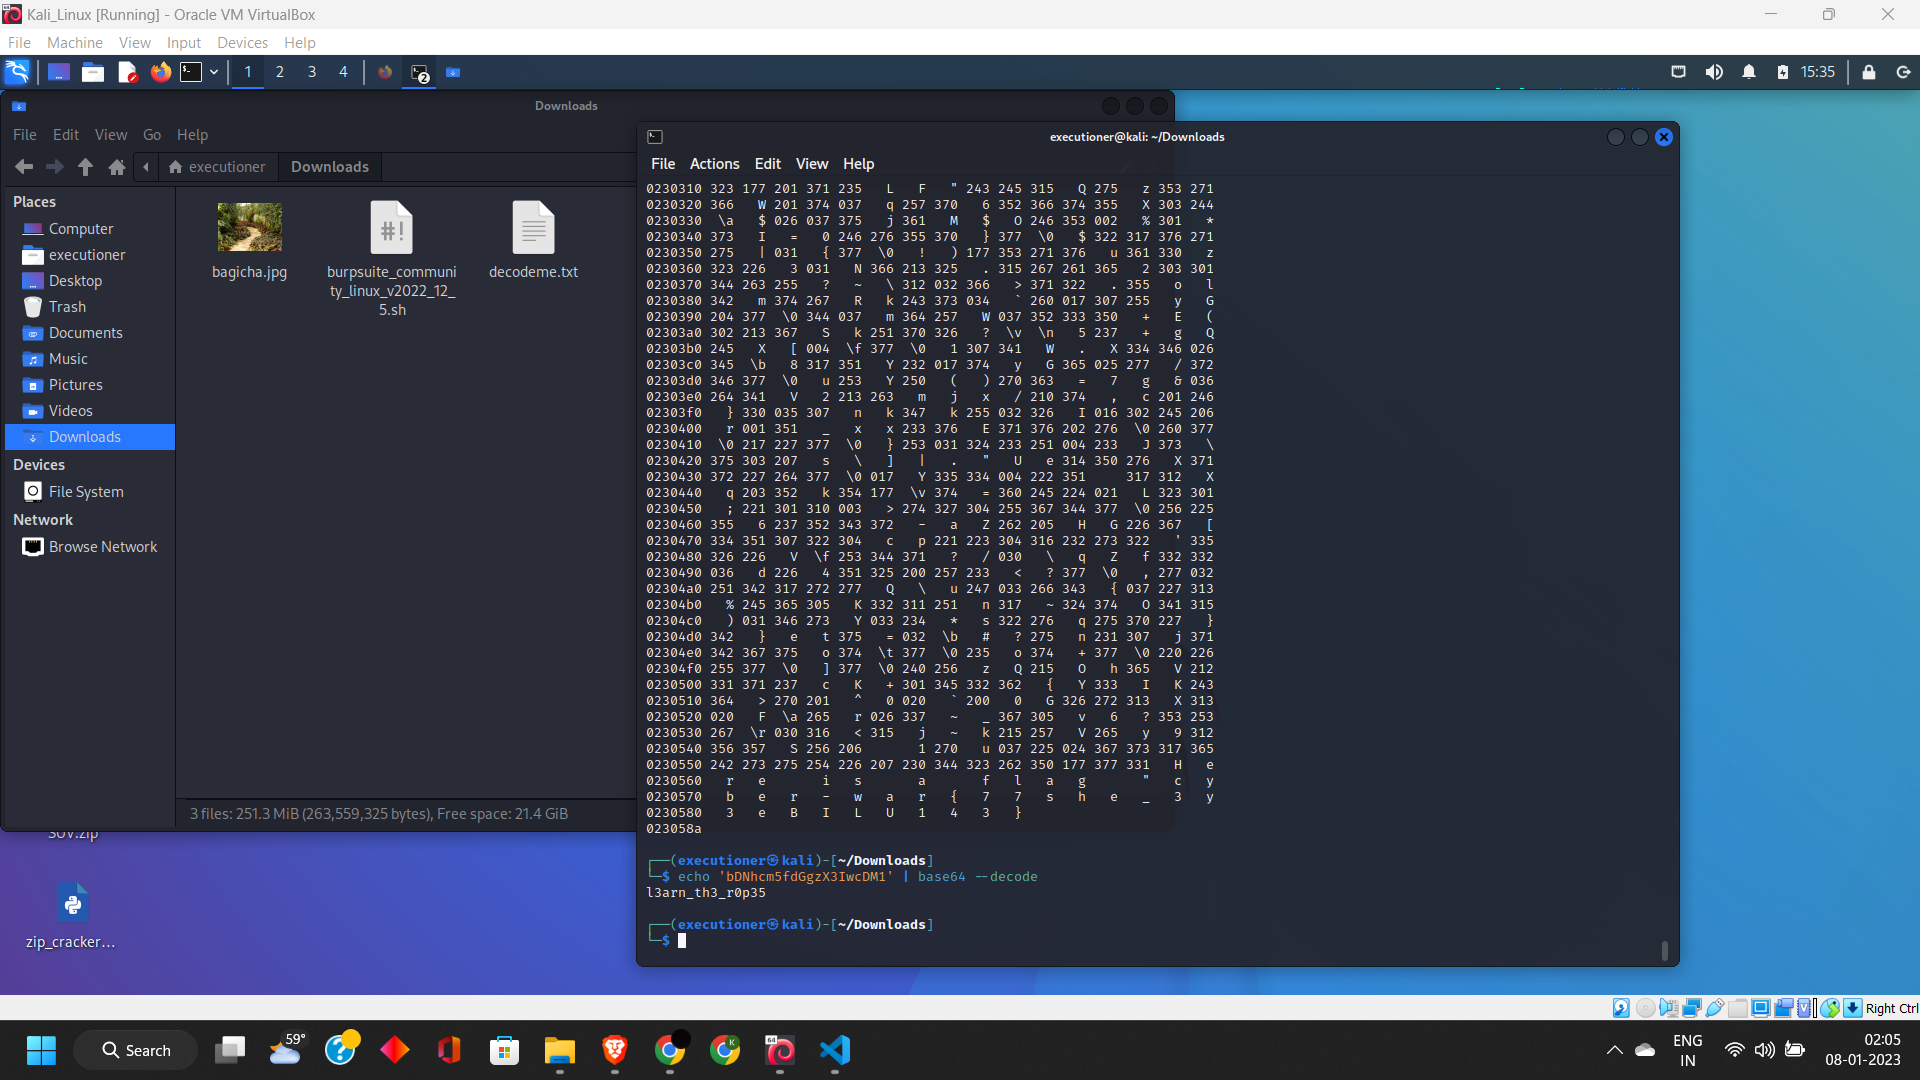 Kali_Linux [Running] - Oracle VM VirtualBox
File Machine View Input Devices Help
1 2 3 4
2
15:35
Downloads
File Edit View Go Help
executioner Downloads
Places
Computer
executioner
Desktop
Trash
Documents
Music
Pictures
Videos
Downloads
Devices
File System
Network
Browse Network
bagicha.jpg
burpsuite_communi
ty_linux_v2022_12_
5.sh
decodeme.txt
3 files: 251.3 MiB (263,559,325 bytes), Free space: 21.4 GiB
SUV.zip
zip_cracker...
executioner@kali: ~/Downloads
File Actions Edit View Help
0230310 323 177 201 371 235 L F " 243 245 315 Q 275 z 353 271
0230320 366 W 201 374 037 q 257 370 6 352 366 374 355 X 303 244
0230330 \a $ 026 037 375 j 361 M $ O 246 353 002 % 301 *
0230340 373 I = 0 246 276 355 370 } 377 \0 $ 322 317 376 271
0230350 275 | 031 { 377 \0 ! ) 177 353 271 376 u 361 330 z
0230360 323 226 3 031 N 366 213 325 . 315 267 261 365 2 303 301
0230370 344 263 255 ? ~ \ 312 032 366 > 371 322 . 355 o l
0230380 342 m 374 267 R k 243 373 034 ` 260 017 307 255 y G
0230390 204 377 \0 344 037 m 364 257 W 037 352 333 350 + E (
02303a0 302 213 367 S k 251 370 326 ? \v \n 5 237 + g Q
02303b0 245 X [ 004 \f 377 \0 1 307 341 W . X 334 346 026
02303c0 345 \b 8 317 351 Y 232 017 374 y G 365 025 277 / 372
02303d0 346 377 \0 u 253 Y 250 ( ) 270 363 = 7 g & 036
02303e0 264 341 V 2 213 263 m j x / 210 374 , c 201 246
02303f0 } 330 035 307 n k 347 k 255 032 326 I 016 302 245 206
0230400 r 001 351 _ x x 233 376 E 371 376 202 276 \0 260 377
0230410 \0 217 227 377 \0 } 253 031 324 233 251 004 233 J 373 \
0230420 375 303 207 s \ ] | . " U e 314 350 276 X 371
0230430 372 227 264 377 \0 017 Y 335 334 004 222 351 317 312 X
0230440 q 203 352 k 354 177 \v 374 = 360 245 224 021 L 323 301
0230450 ; 221 301 310 003 > 274 327 304 255 367 344 377 \0 256 225
0230460 355 6 237 352 343 372 - a Z 262 205 H G 226 367 [
0230470 334 351 307 322 304 c p 221 223 304 316 232 273 322 ' 335
0230480 326 226 V \f 253 344 371 ? / 030 \ q Z f 332 332
0230490 036 d 226 4 351 325 200 257 233 < ? 377 \0 , 277 032
02304a0 251 342 317 272 277 Q \ u 247 033 266 343 { 037 227 313
02304b0 % 245 365 305 K 332 311 251 n 317 ~ 324 374 O 341 315
02304c0 ) 031 346 273 Y 033 234 * s 322 276 q 275 370 227 }
02304d0 342 } e t 375 = 032 \b # ? 275 n 231 307 j 371
02304e0 342 367 375 o 374 \t 377 \0 235 o 374 + 377 \0 220 226
02304f0 255 377 \0 ] 377 \0 240 256 z Q 215 O h 365 V 212
0230500 331 371 237 c K + 301 345 332 362 { Y 333 I K 243
0230510 364 > 270 201 ^ 0 020 ` 200 0 G 326 272 313 X 313
0230520 020 F \a 265 r 026 337 ~ _ 367 305 v 6 ? 353 253
0230530 267 \r 030 316 < 315 j ~ k 215 257 V 265 y 9 312
0230540 356 357 S 256 206 1 270 u 037 225 024 367 373 317 365
0230550 242 273 275 254 226 207 230 344 323 262 350 177 377 331 H e
0230560 r e i s a f l a g " c y
0230570 b e r - w a r { 7 7 s h e _ 3 y
0230580 3 e B I L U 1 4 3 }
023058a
┌──(executioner㉿kali)-[~/Downloads]
└─$ echo 'bDNhcm5fdGgzX3IwcDM1' | base64 --decode
l3arn_th3_r0p35
┌──(executioner㉿kali)-[~/Downloads]
└─$
Right Ctrl
Search
59°
ENG
IN
02:05
08-01-2023